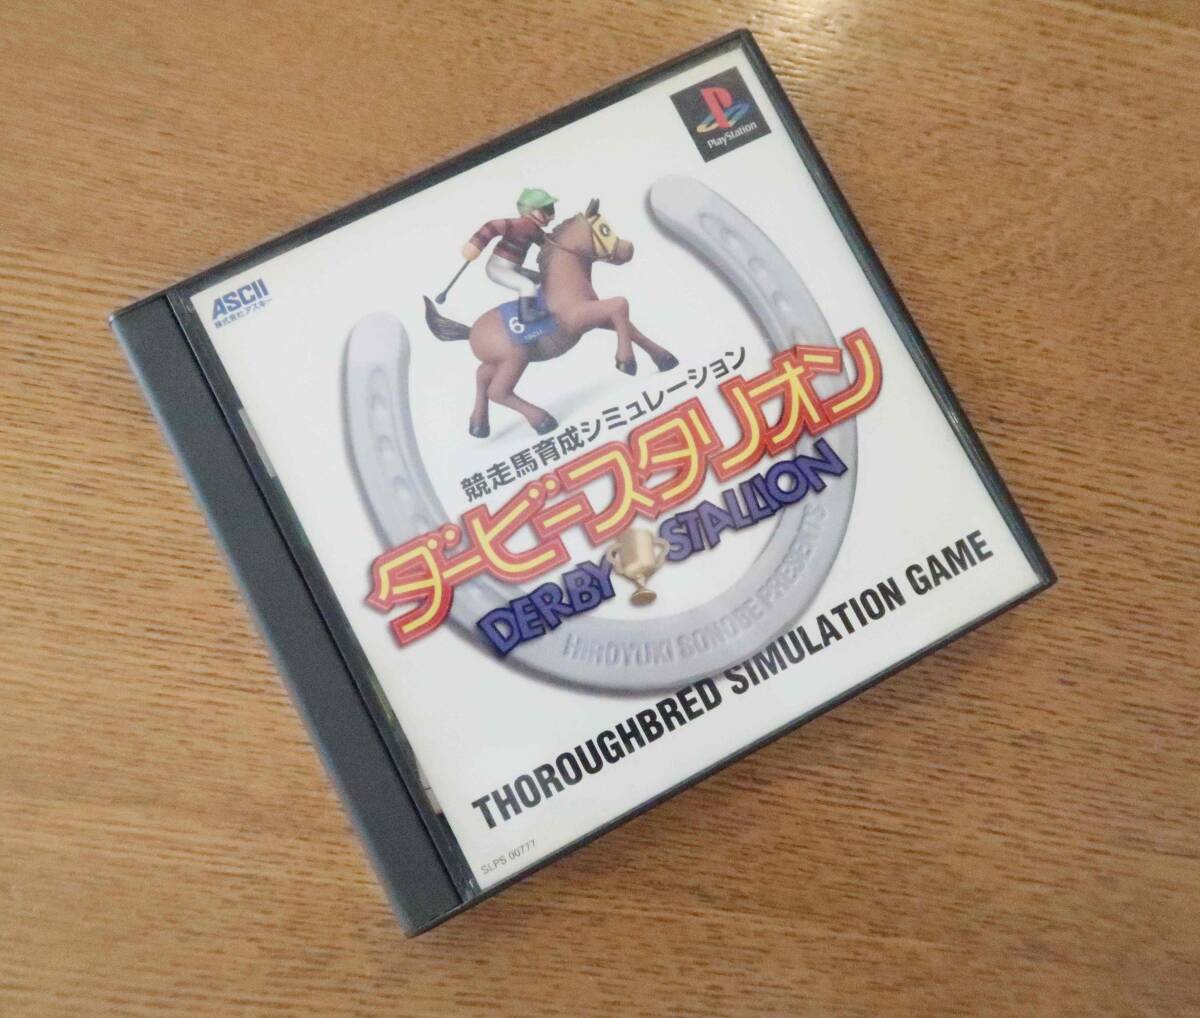 PlayStation
ASCII
株式会社アスキー
6
ASCII
競走馬育成シミュレーション
ダービースタリオン
DERBY STALLION
HIROYUKI SONOBE PRESENTS
THOROUGHBRED SIMULATION GAME
SLPS 00777